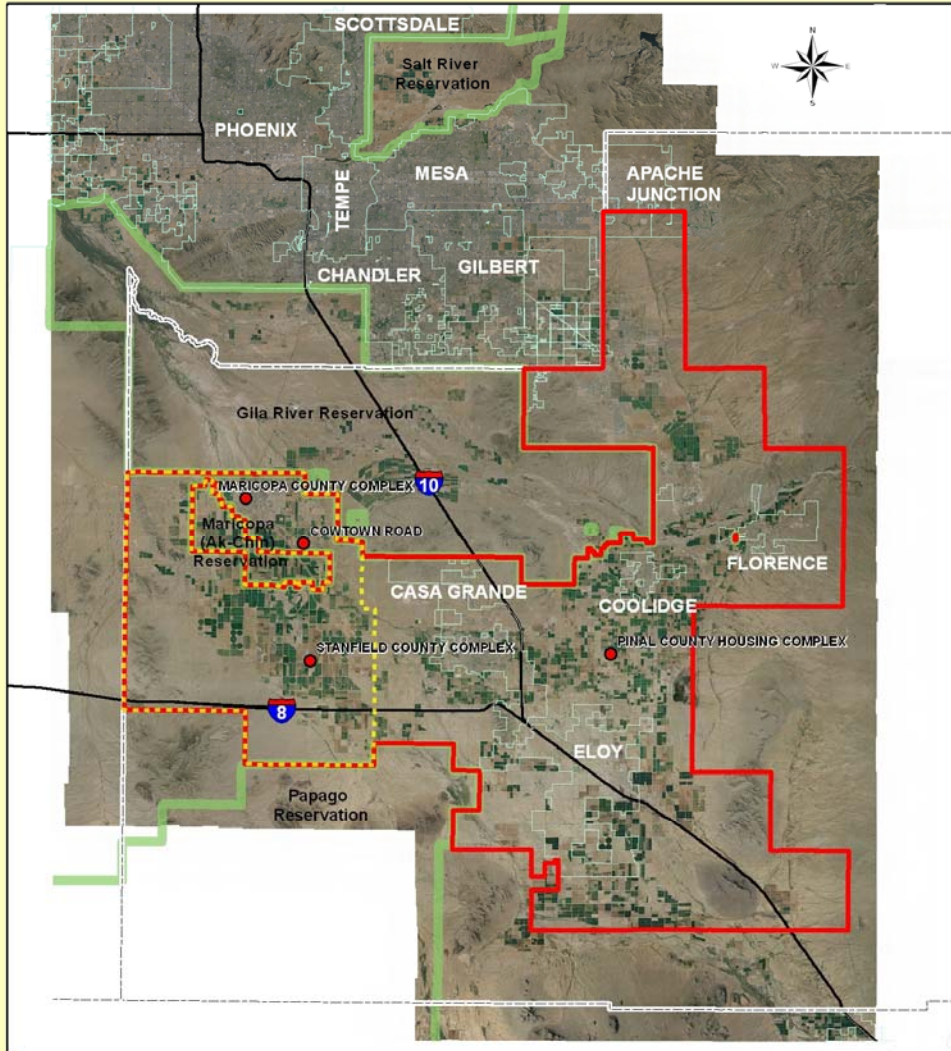 SCOTTSDALE
Salt River
Reservation
N
W E
S
PHOENIX
TEMPE
MESA
APACHE
JUNCTION
CHANDLER
GILBERT
Gila River Reservation
10
MARICOPA COUNTY COMPLEX
Maricopa
(Ak-Chin)
Reservation
COWTOWN ROAD
FLORENCE
CASA GRANDE
COOLIDGE
STANFIELD COUNTY COMPLEX
PINAL COUNTY HOUSING COMPLEX
8
ELOY
Papago
Reservation